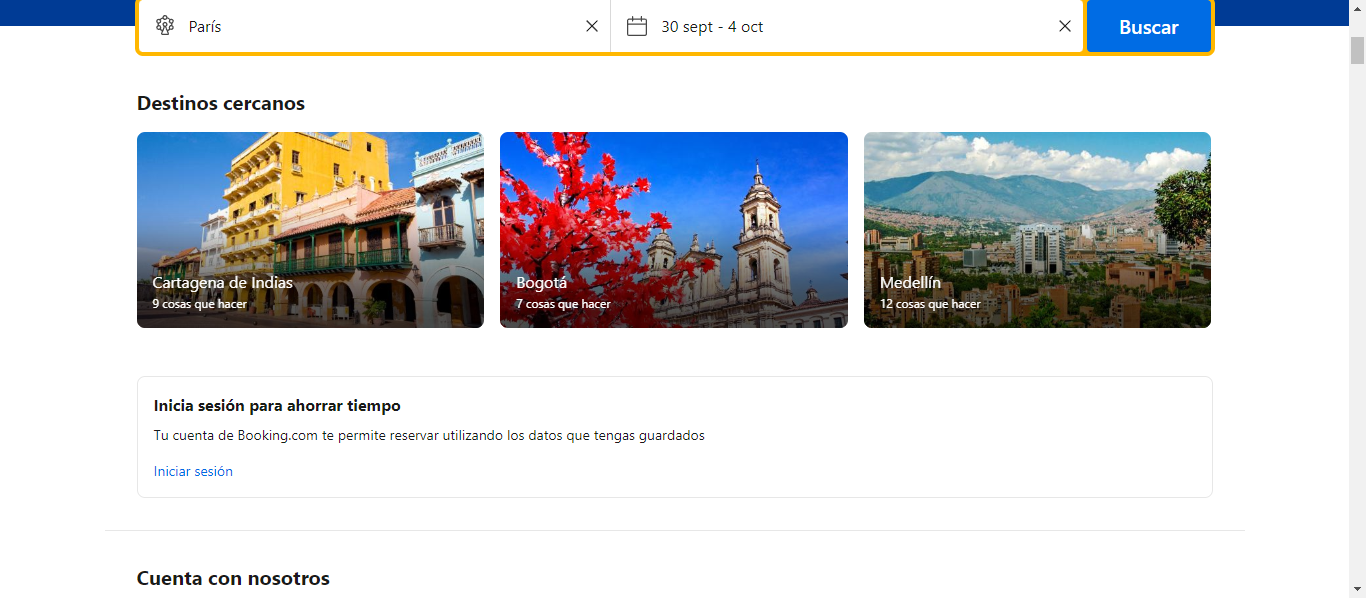 París
30 sept - 4 oct
Buscar
Destinos cercanos
Cartagena de Indias
9 cosas que hacer
Bogotá
7 cosas que hacer
Medellín
12 cosas que hacer
Inicia sesión para ahorrar tiempo
Tu cuenta de Booking.com te permite reservar utilizando los datos que tengas guardados
Iniciar sesión
Cuenta con nosotros